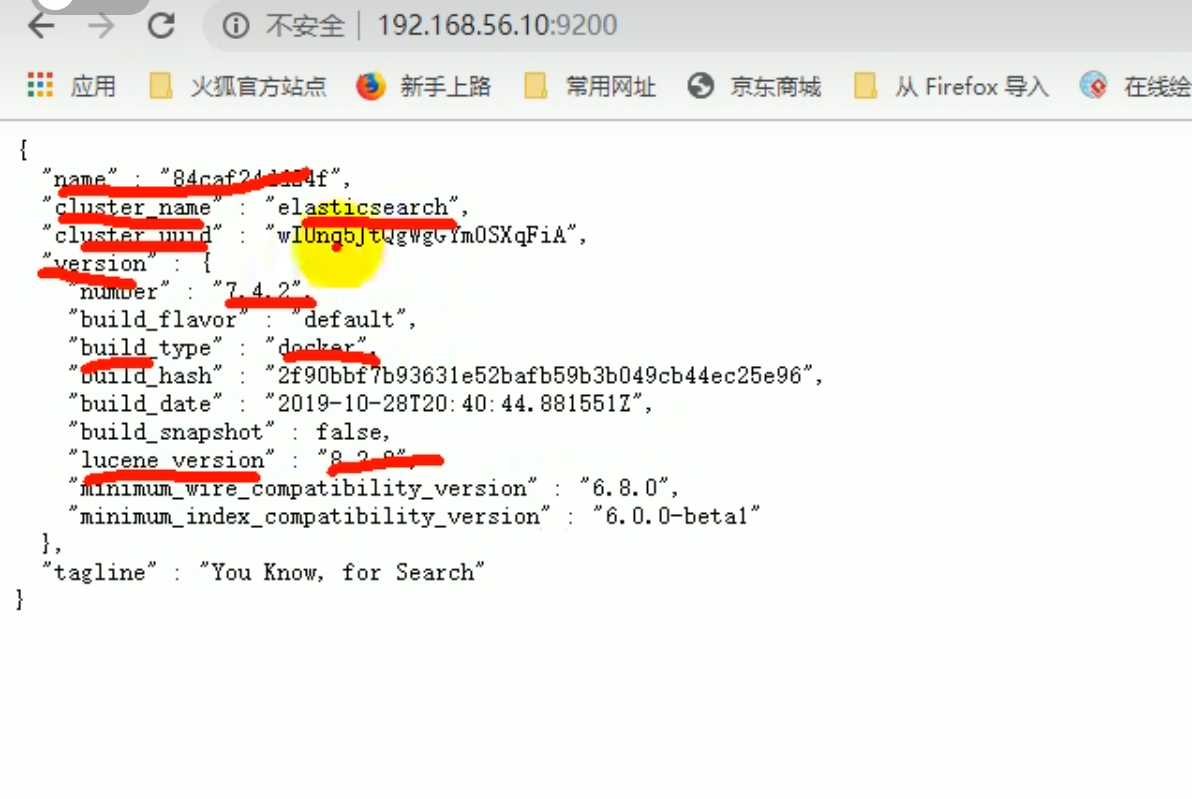 不安全 | 192.168.56.10:9200
应用 火狐官方站点 新手上路 常用网址 京东商城 从 Firefox 导入 在线绘
{
"name" :
"cluster_name" : "elasticsearch",
"cluster_uuid" :
"version" : {
"number" : "7.4.2",
"build_flavor" : "default",
"build_type" : "docker",
"build_hash" : "2f90bbf7b93631e52bafb59b3b049cb44ec25e96",
"build_date" : "2019-10-28T20:40:44.881551Z",
"build_snapshot" : false,
"lucene_version" :
"minimum_wire_compatibility_version" : "6.8.0",
"minimum_index_compatibility_version" : "6.0.0-beta1"
},
"tagline" : "You Know, for Search"
}